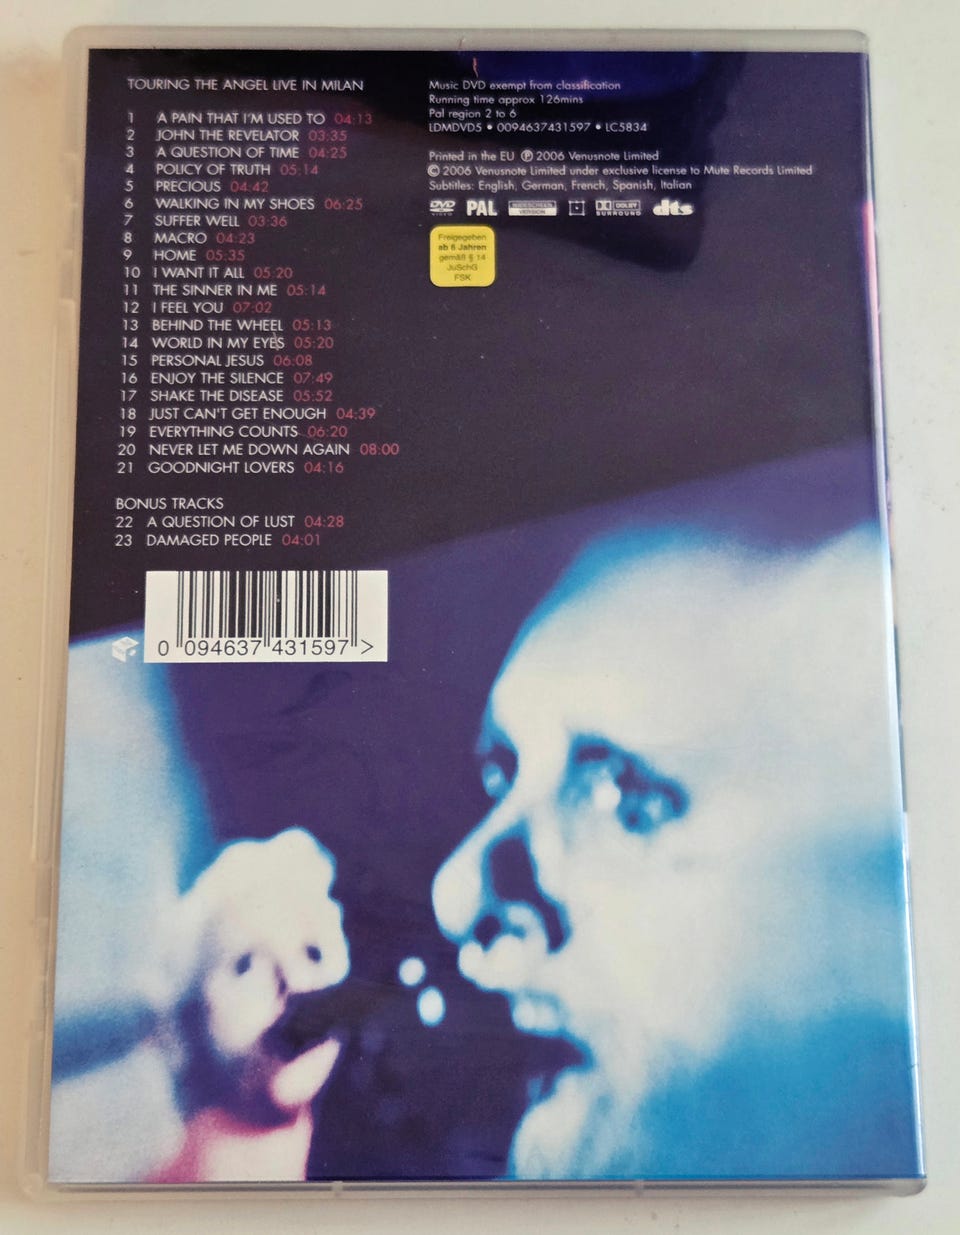 TOURING THE ANGEL LIVE IN MILAN
1 A PAIN THAT I'M USED TO 04:13
2 JOHN THE REVELATOR 03:35
3 A QUESTION OF TIME 04:25
4 POLICY OF TRUTH 05:14
5 PRECIOUS 04:42
6 WALKING IN MY SHOES 06:25
7 SUFFER WELL 03:36
8 MACRO 04:23
9 HOME 05:35
10 I WANT IT ALL 05:20
11 THE SINNER IN ME 05:14
12 I FEEL YOU 07:02
13 BEHIND THE WHEEL 05:13
14 WORLD IN MY EYES 05:20
15 PERSONAL JESUS 06:08
16 ENJOY THE SILENCE 07:49
17 SHAKE THE DISEASE 05:52
18 JUST CAN'T GET ENOUGH 04:39
19 EVERYTHING COUNTS 06:20
20 NEVER LET ME DOWN AGAIN 08:00
21 GOODNIGHT LOVERS 04:16
BONUS TRACKS
22 A QUESTION OF LUST 04:28
23 DAMAGED PEOPLE 04:01
0 094637 431597 >
Music DVD exempt from classification
Running time approx 126mins
Pal region 2 to 6
LDMDVD5 • 0094637431597 • LC5834
Printed in the EU ℗ 2006 Venusnote Limited
© 2006 Venusnote Limited under exclusive license to Mute Records Limited
Subtitles: English, German, French, Spanish, Italian
DVD VIDEO PAL WIDESCREEN VERSION DOLBY SURROUND dts
Freigegeben
ab 6 Jahren
gemäß § 14
JuSchG
FSK